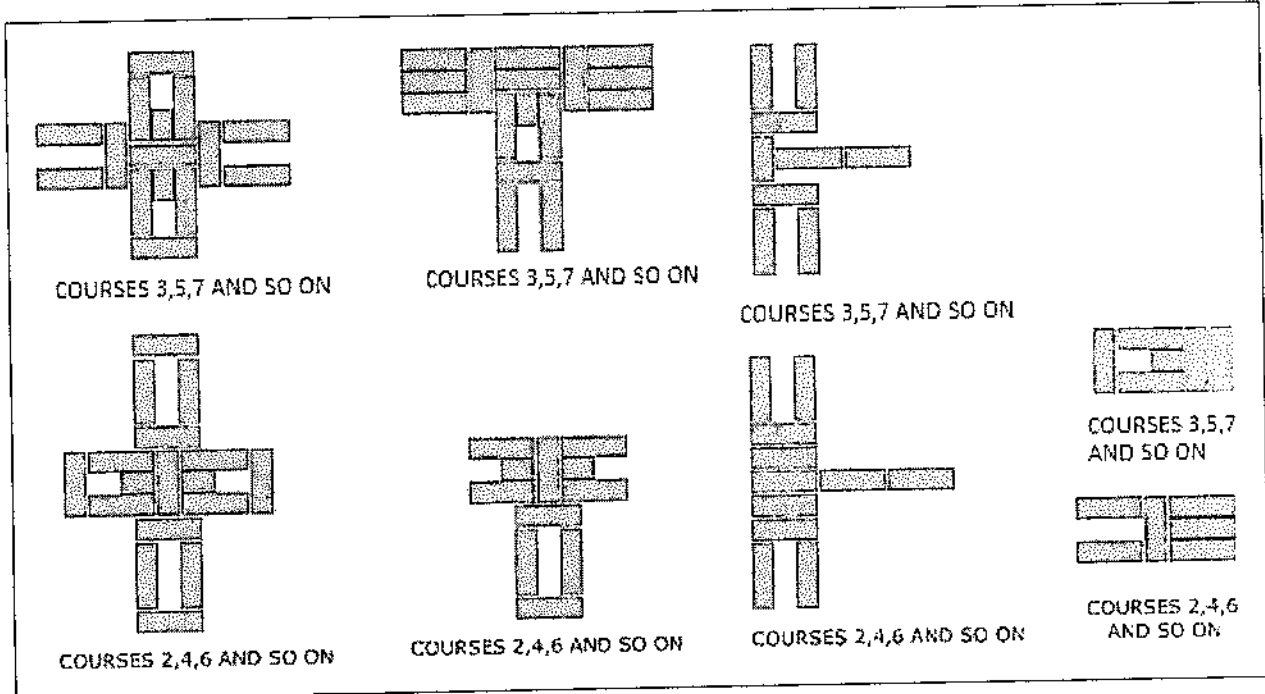 COURSES 3,5,7 AND SO ON
COURSES 3,5,7 AND SO ON
COURSES 3,5,7 AND SO ON
COURSES 3,5,7
AND SO ON
COURSES 2,4,6 AND SO ON
COURSES 2,4,6 AND SO ON
COURSES 2,4,6 AND SO ON
COURSES 2,4,6
AND SO ON